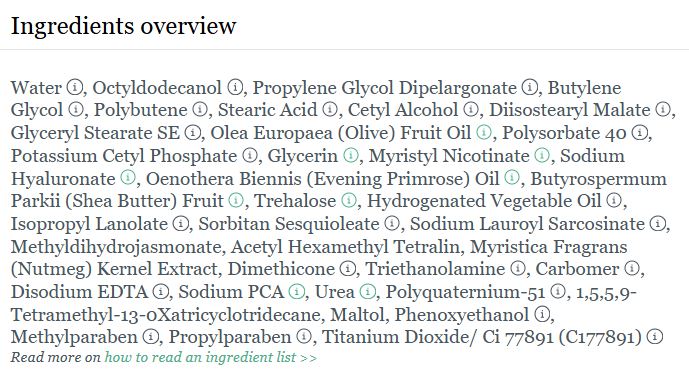 Ingredients overview
Water ⓘ, Octyldodecanol ⓘ, Propylene Glycol Dipelargonate ⓘ, Butylene
Glycol ⓘ, Polybutene ⓘ, Stearic Acid ⓘ, Cetyl Alcohol ⓘ, Diisostearyl Malate ⓘ,
Glyceryl Stearate SE ⓘ, Olea Europaea (Olive) Fruit Oil ⓘ, Polysorbate 40 ⓘ,
Potassium Cetyl Phosphate ⓘ, Glycerin ⓘ, Myristyl Nicotinate ⓘ, Sodium
Hyaluronate ⓘ, Oenothera Biennis (Evening Primrose) Oil ⓘ, Butyrospermum
Parkii (Shea Butter) Fruit ⓘ, Trehalose ⓘ, Hydrogenated Vegetable Oil ⓘ,
Isopropyl Lanolate ⓘ, Sorbitan Sesquioleate ⓘ, Sodium Lauroyl Sarcosinate ⓘ,
Methyldihydrojasmonate, Acetyl Hexamethyl Tetralin, Myristica Fragrans
(Nutmeg) Kernel Extract, Dimethicone ⓘ, Triethanolamine ⓘ, Carbomer ⓘ,
Disodium EDTA ⓘ, Sodium PCA ⓘ, Urea ⓘ, Polyquaternium-51 ⓘ, 1,5,5,9-
Tetramethyl-13-oXatricyclotridecane, Maltol, Phenoxyethanol ⓘ,
Methylparaben ⓘ, Propylparaben ⓘ, Titanium Dioxide/ Ci 77891 (C177891) ⓘ
Read more on how to read an ingredient list >>